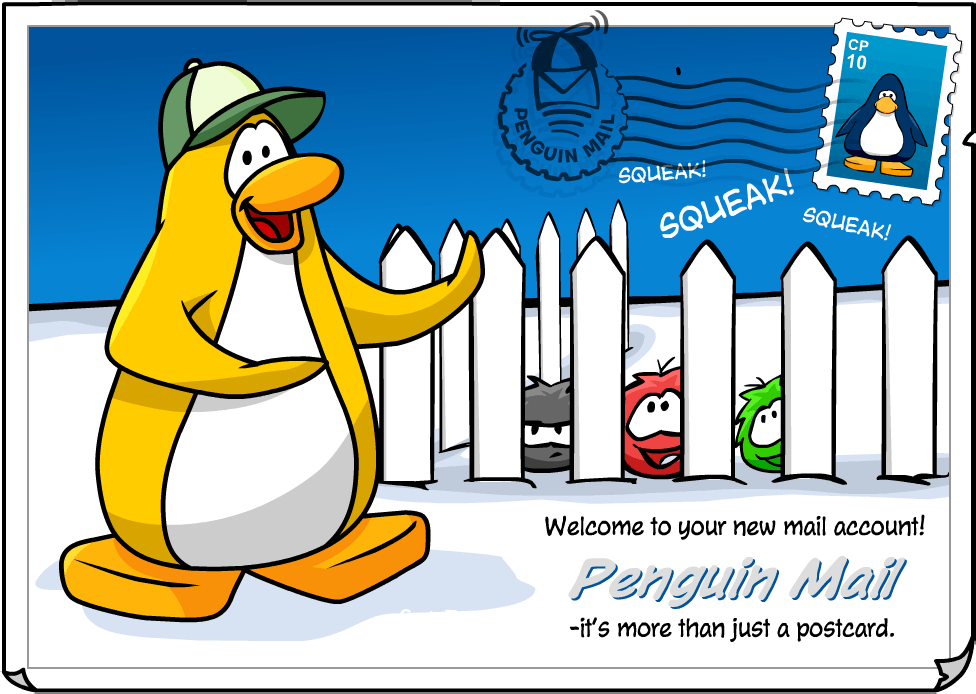 CP
10
PENGUIN MAIL
SQUEAK!
SQUEAK!
SQUEAK!
Welcome to your new mail account!
Penguin Mail
-it's more than just a postcard.